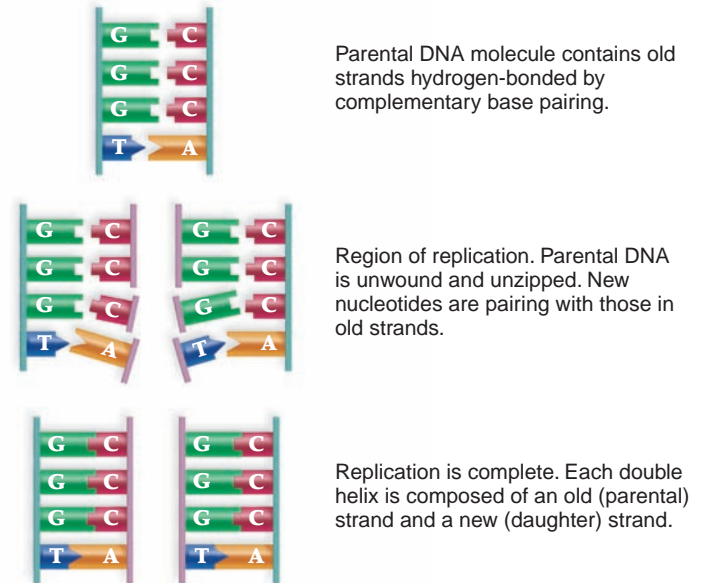 G C
G C
G C
T A
Parental DNA molecule contains old
strands hydrogen-bonded by
complementary base pairing.
G C G C
G C G C
G C G C
T A T A
Region of replication. Parental DNA
is unwound and unzipped. New
nucleotides are pairing with those in
old strands.
G C G C
G C G C
G C G C
T A T A
Replication is complete. Each double
helix is composed of an old (parental)
strand and a new (daughter) strand.